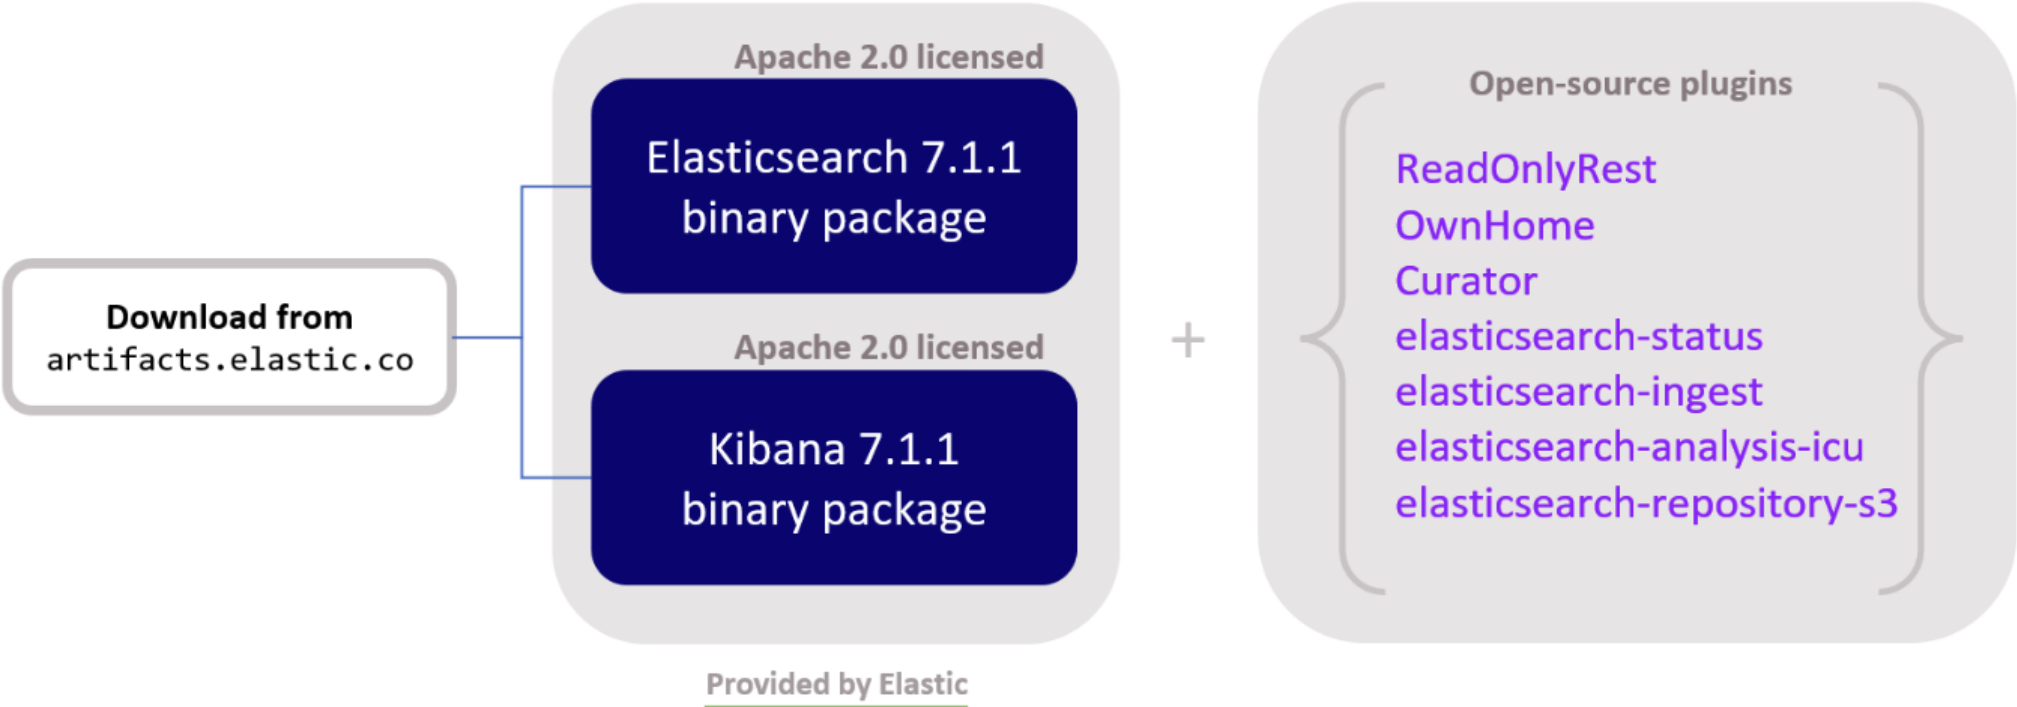 Download from
artifacts.elastic.co
Apache 2.0 licensed
Elasticsearch 7.1.1
binary package
Apache 2.0 licensed
Kibana 7.1.1
binary package
Provided by Elastic
+
Open-source plugins
ReadOnlyRest
OwnHome
Curator
elasticsearch-status
elasticsearch-ingest
elasticsearch-analysis-icu
elasticsearch-repository-s3